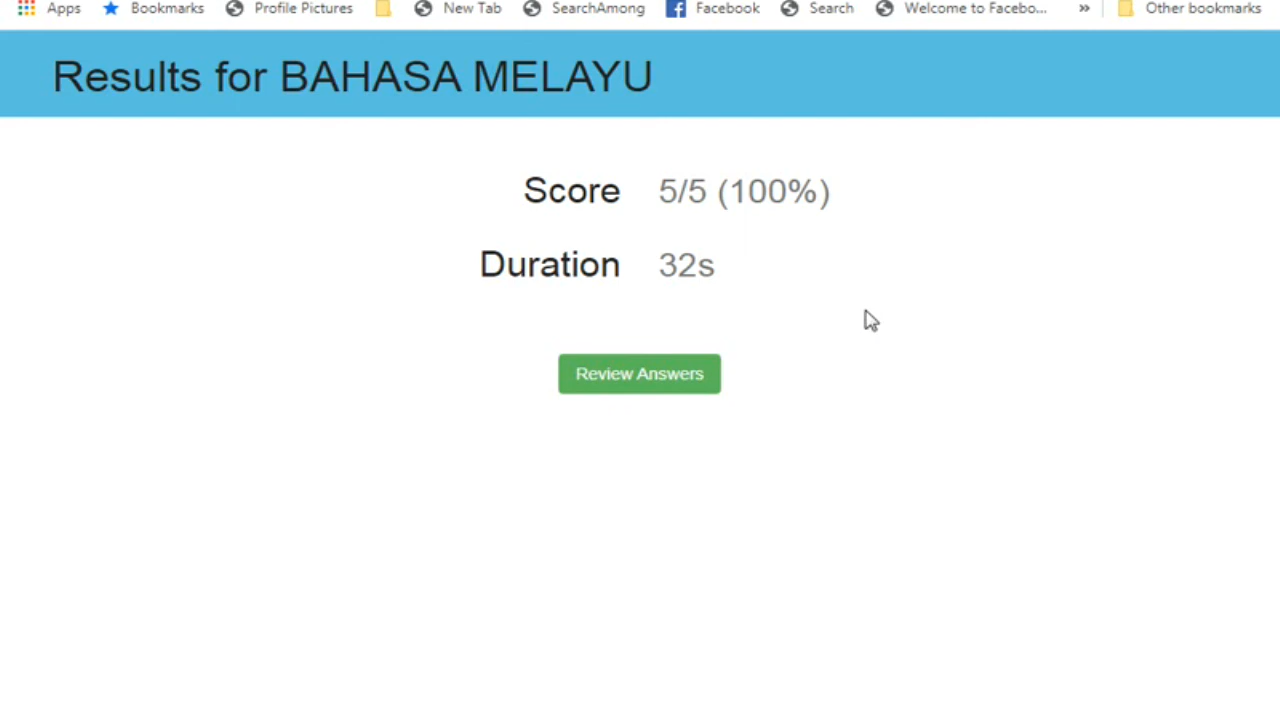 Apps Bookmarks Profile Pictures New Tab SearchAmong Facebook Search Welcome to Facebo... » Other bookmarks
Results for BAHASA MELAYU
Score 5/5 (100%)
Duration 32s
Review Answers